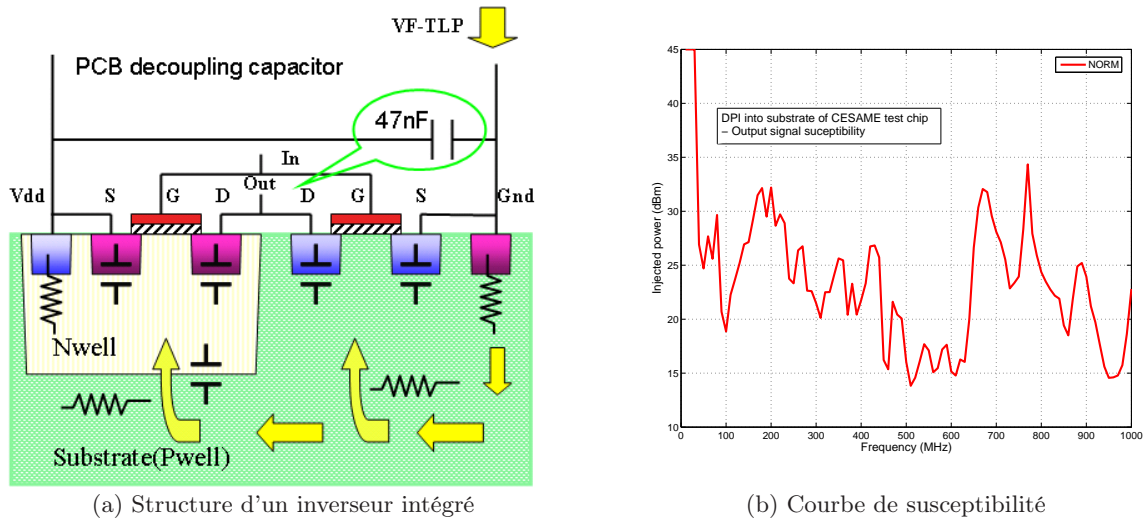 VF-TLP
PCB decoupling capacitor
47nF
In
Out
Vdd S G D D G S Gnd
Nwell
Substrate(Pwell)
(a) Structure d'un inverseur intégré
45
40
35
30
25
20
15
10
Injected power (dBm)
NORM
DPI into substrate of CESAME test chip
– Output signal suceptibility
0 100 200 300 400 500 600 700 800 900 1000
Frequency (MHz)
(b) Courbe de susceptibilité